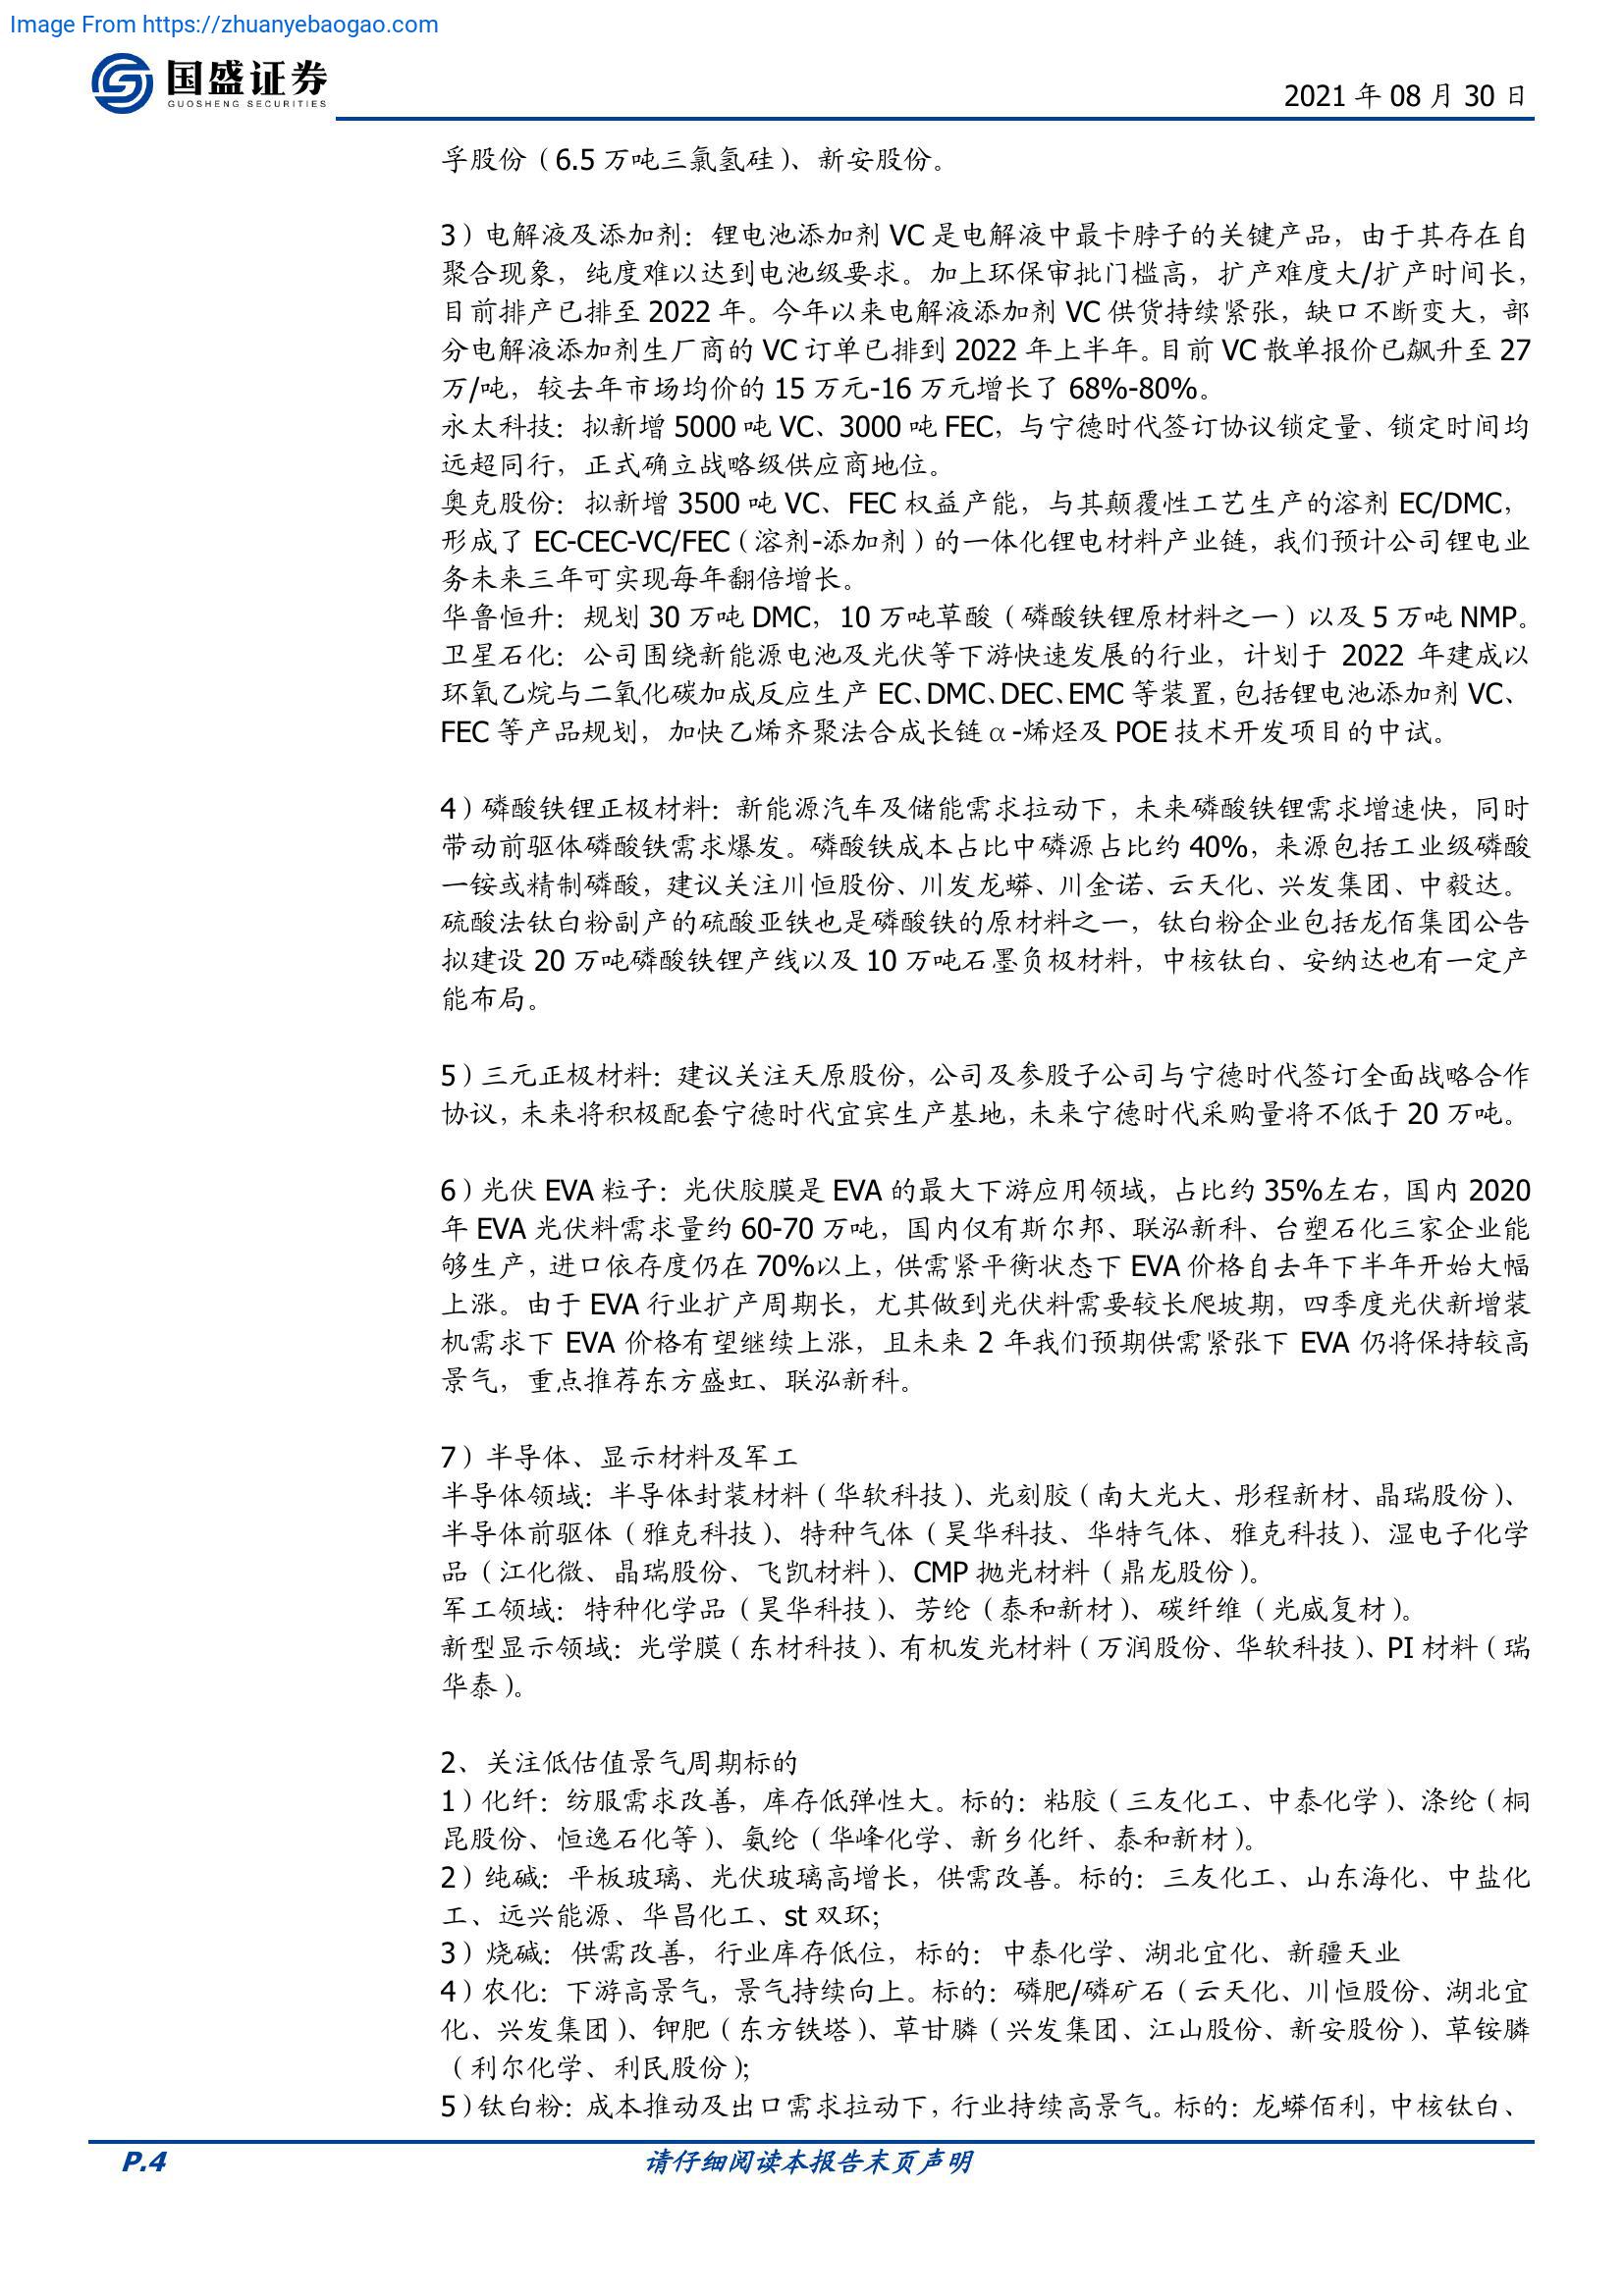 Image From https://zhuanyebaogao.com
国盛证券
GUOSHENG SECURITIES
2021 年 08 月 30 日
孚股份（6.5 万吨三氯氢硅）、新安股份。
3）电解液及添加剂：锂电池添加剂 VC 是电解液中最卡脖子的关键产品，由于其存在自
聚合现象，纯度难以达到电池级要求。加上环保审批门槛高，扩产难度大/扩产时间长，
目前排产已排至 2022 年。今年以来电解液添加剂 VC 供货持续紧张，缺口不断变大，部
分电解液添加剂生厂商的 VC 订单已排到 2022 年上半年。目前 VC 散单报价已飙升至 27
万/吨，较去年市场均价的 15 万元-16 万元增长了 68%-80%。
永太科技：拟新增 5000 吨 VC、3000 吨 FEC，与宁德时代签订协议锁定量、锁定时间均
远超同行，正式确立战略级供应商地位。
奥克股份：拟新增 3500 吨 VC、FEC 权益产能，与其颠覆性工艺生产的溶剂 EC/DMC，
形成了 EC-CEC-VC/FEC（溶剂-添加剂）的一体化锂电材料产业链，我们预计公司锂电业
务未来三年可实现每年翻倍增长。
华鲁恒升：规划 30 万吨 DMC，10 万吨草酸（磷酸铁锂原材料之一）以及 5 万吨 NMP。
卫星石化：公司围绕新能源电池及光伏等下游快速发展的行业，计划于 2022 年建成以
环氧乙烷与二氧化碳加成反应生产 EC、DMC、DEC、EMC 等装置，包括锂电池添加剂 VC、
FEC 等产品规划，加快乙烯齐聚法合成长链α-烯烃及 POE 技术开发项目的中试。
4）磷酸铁锂正极材料：新能源汽车及储能需求拉动下，未来磷酸铁锂需求增速快，同时
带动前驱体磷酸铁需求爆发。磷酸铁成本占比中磷源占比约 40%，来源包括工业级磷酸
一铵或精制磷酸，建议关注川恒股份、川发龙蟒、川金诺、云天化、兴发集团、中毅达。
硫酸法钛白粉副产的硫酸亚铁也是磷酸铁的原材料之一，钛白粉企业包括龙佰集团公告
拟建设 20 万吨磷酸铁锂产线以及 10 万吨石墨负极材料，中核钛白、安纳达也有一定产
能布局。
5）三元正极材料：建议关注天原股份，公司及参股子公司与宁德时代签订全面战略合作
协议，未来将积极配套宁德时代宜宾生产基地，未来宁德时代采购量将不低于 20 万吨。
6）光伏 EVA 粒子：光伏胶膜是 EVA 的最大下游应用领域，占比约 35%左右，国内 2020
年 EVA 光伏料需求量约 60-70 万吨，国内仅有斯尔邦、联泓新科、台塑石化三家企业能
够生产，进口依存度仍在 70%以上，供需紧平衡状态下 EVA 价格自去年下半年开始大幅
上涨。由于 EVA 行业扩产周期长，尤其做到光伏料需要较长爬坡期，四季度光伏新增装
机需求下 EVA 价格有望继续上涨，且未来 2 年我们预期供需紧张下 EVA 仍将保持较高
景气，重点推荐东方盛虹、联泓新科。
7）半导体、显示材料及军工
半导体领域：半导体封装材料（华软科技）、光刻胶（南大光大、彤程新材、晶瑞股份）、
半导体前驱体（雅克科技）、特种气体（昊华科技、华特气体、雅克科技）、湿电子化学
品（江化微、晶瑞股份、飞凯材料）、CMP 抛光材料（鼎龙股份）。
军工领域：特种化学品（昊华科技）、芳纶（泰和新材）、碳纤维（光威复材）。
新型显示领域：光学膜（东材科技）、有机发光材料（万润股份、华软科技）、PI 材料（瑞
华泰）。
2、关注低估值景气周期标的
1）化纤：纺服需求改善，库存低弹性大。标的：粘胶（三友化工、中泰化学）、涤纶（桐
昆股份、恒逸石化等）、氨纶（华峰化学、新乡化纤、泰和新材）。
2）纯碱：平板玻璃、光伏玻璃高增长，供需改善。标的：三友化工、山东海化、中盐化
工、远兴能源、华昌化工、st 双环；
3）烧碱：供需改善，行业库存低位，标的：中泰化学、湖北宜化、新疆天业
4）农化：下游高景气，景气持续向上。标的：磷肥/磷矿石（云天化、川恒股份、湖北宜
化、兴发集团）、钾肥（东方铁塔）、草甘膦（兴发集团、江山股份、新安股份）、草铵膦
（利尔化学、利民股份）；
5）钛白粉：成本推动及出口需求拉动下，行业持续高景气。标的：龙蟒佰利，中核钛白、
P.4
请仔细阅读本报告末页声明